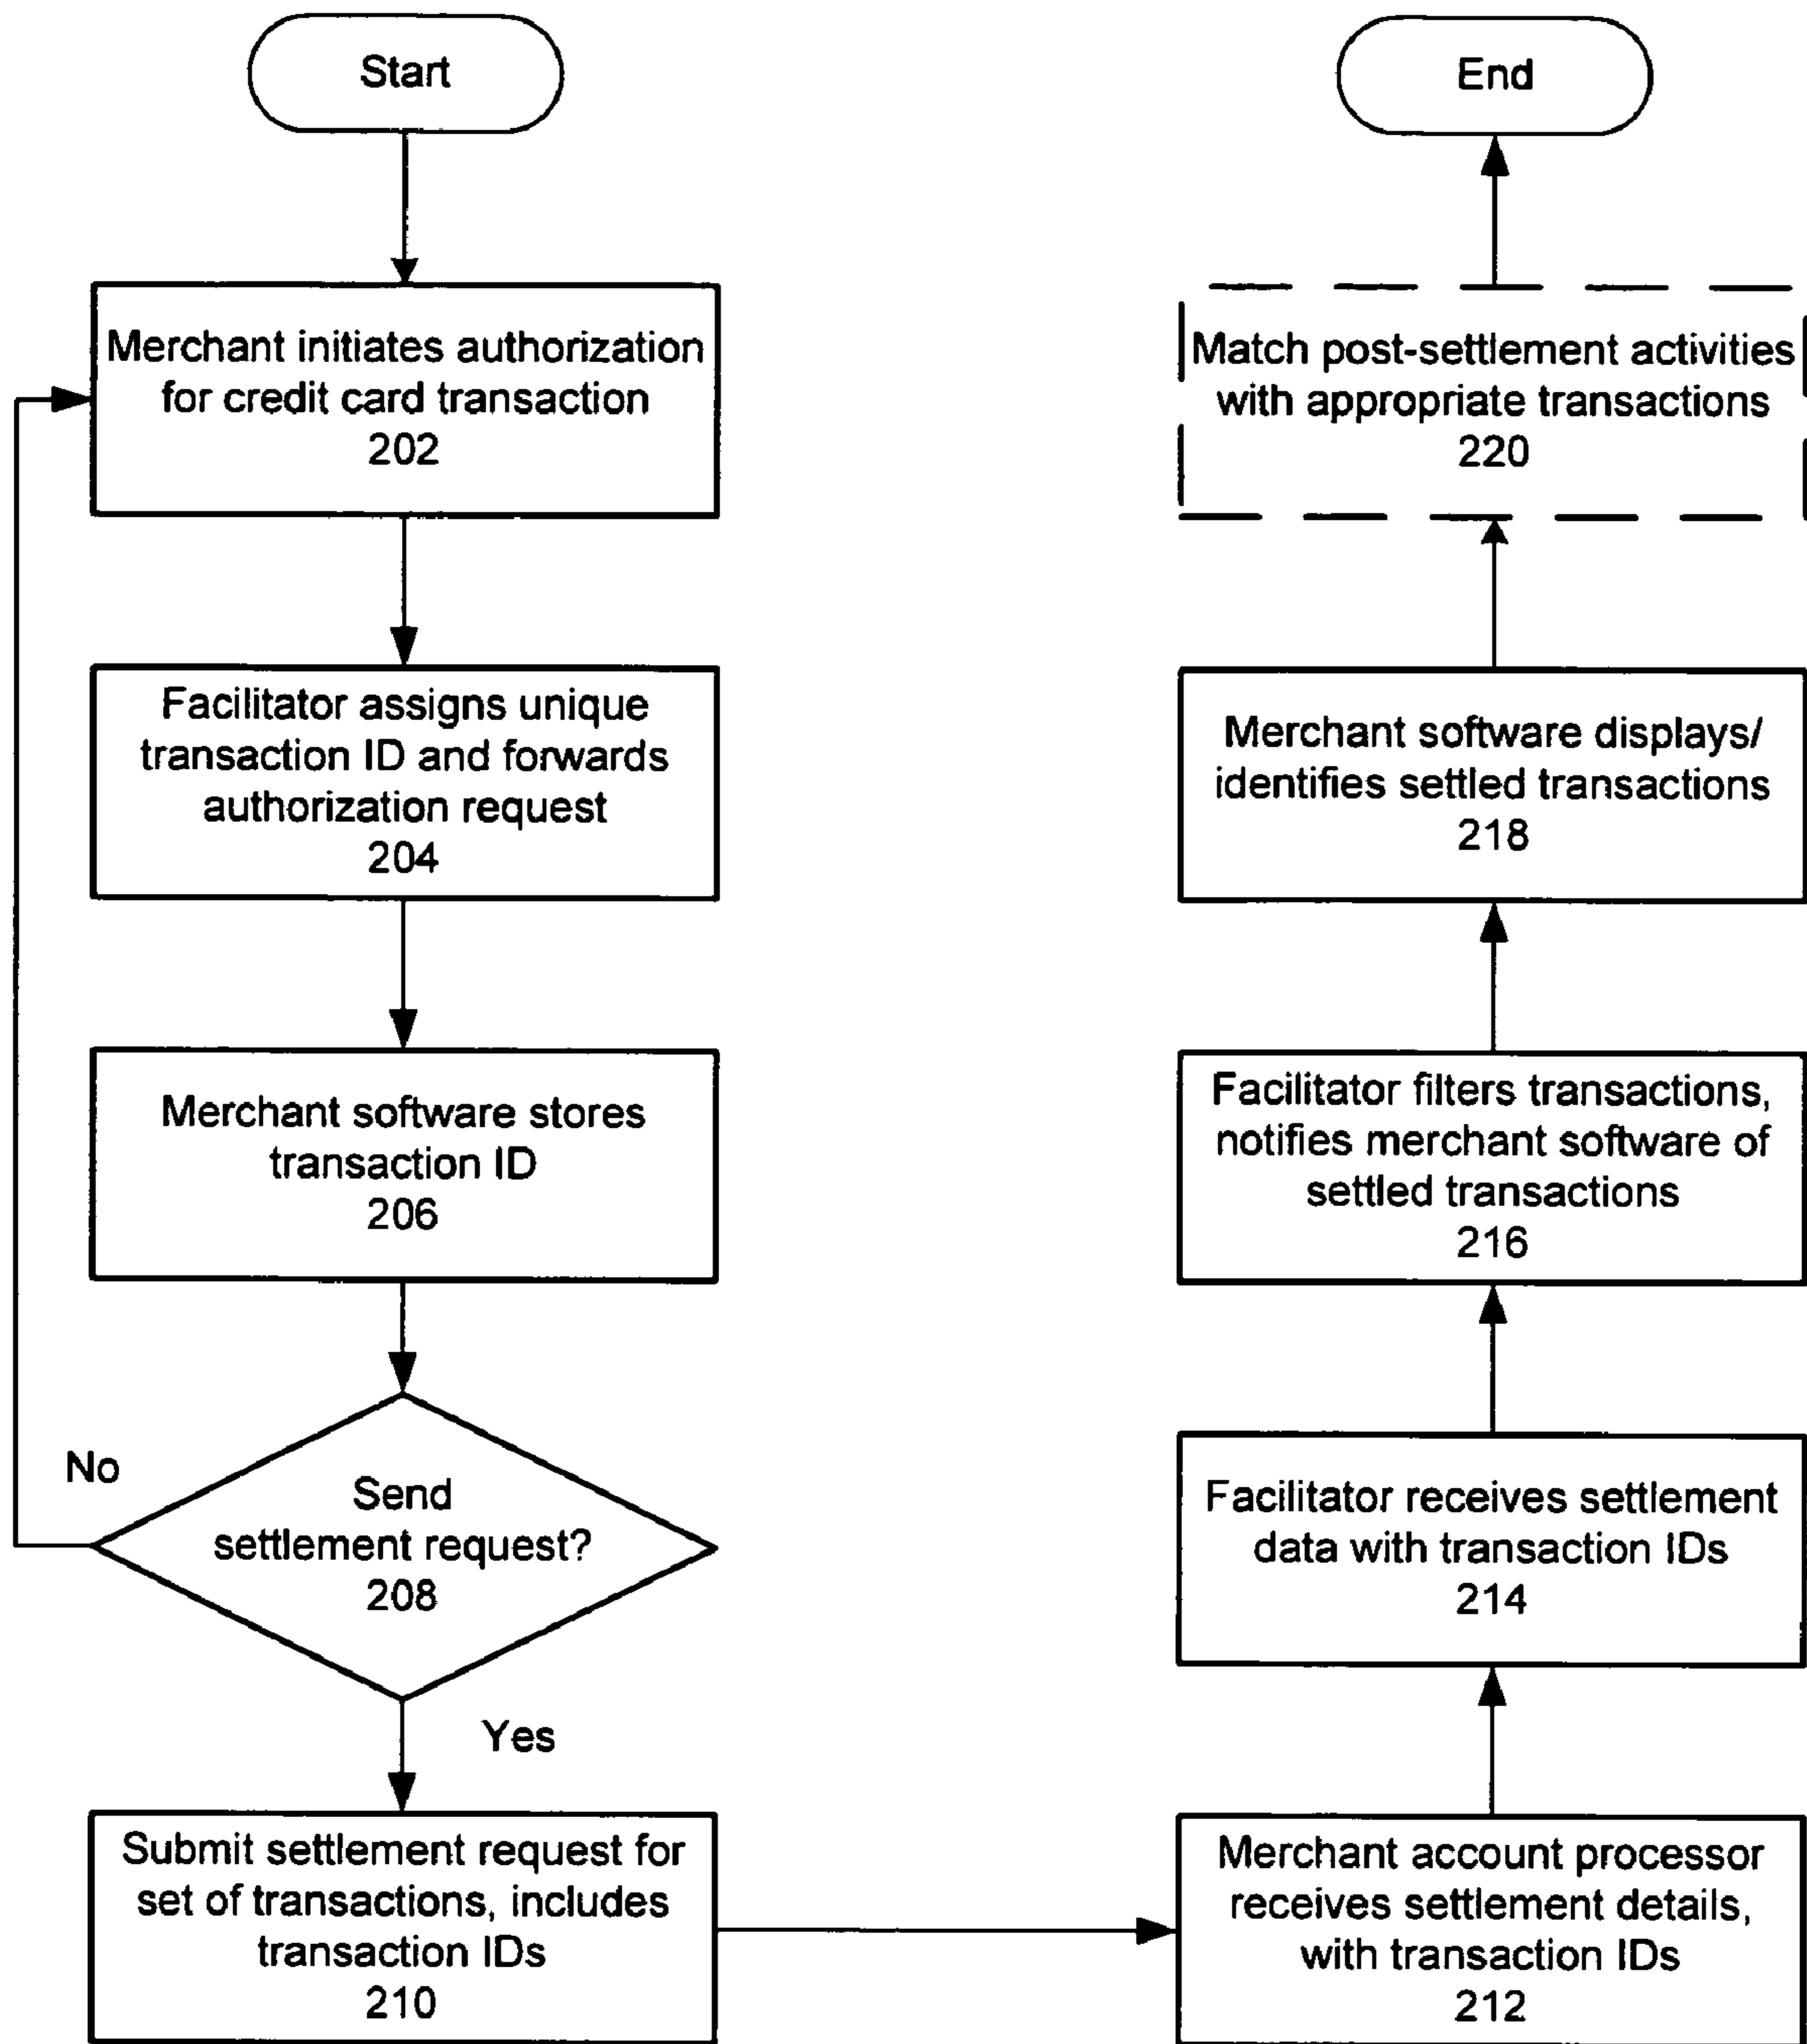 Start
Merchant initiates authorization
for credit card transaction
202
Facilitator assigns unique
transaction ID and forwards
authorization request
204
Merchant software stores
transaction ID
206
No
Send
settlement request?
208
Yes
Submit settlement request for
set of transactions, includes
transaction IDs
210
Merchant account processor
receives settlement details,
with transaction IDs
212
Facilitator receives settlement
data with transaction IDs
214
Facilitator filters transactions,
notifies merchant software of
settled transactions
216
Merchant software displays/
identifies settled transactions
218
Match post-settlement activities
with appropriate transactions
220
End